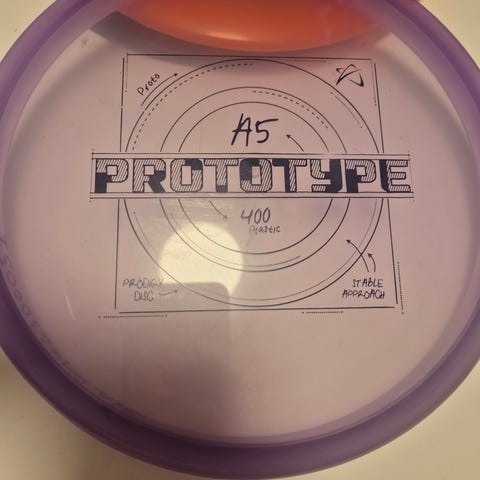 Proto
A5
PROTOTYPE
400
Plastic
PRODIGY
DISC
STABLE
APPROACH